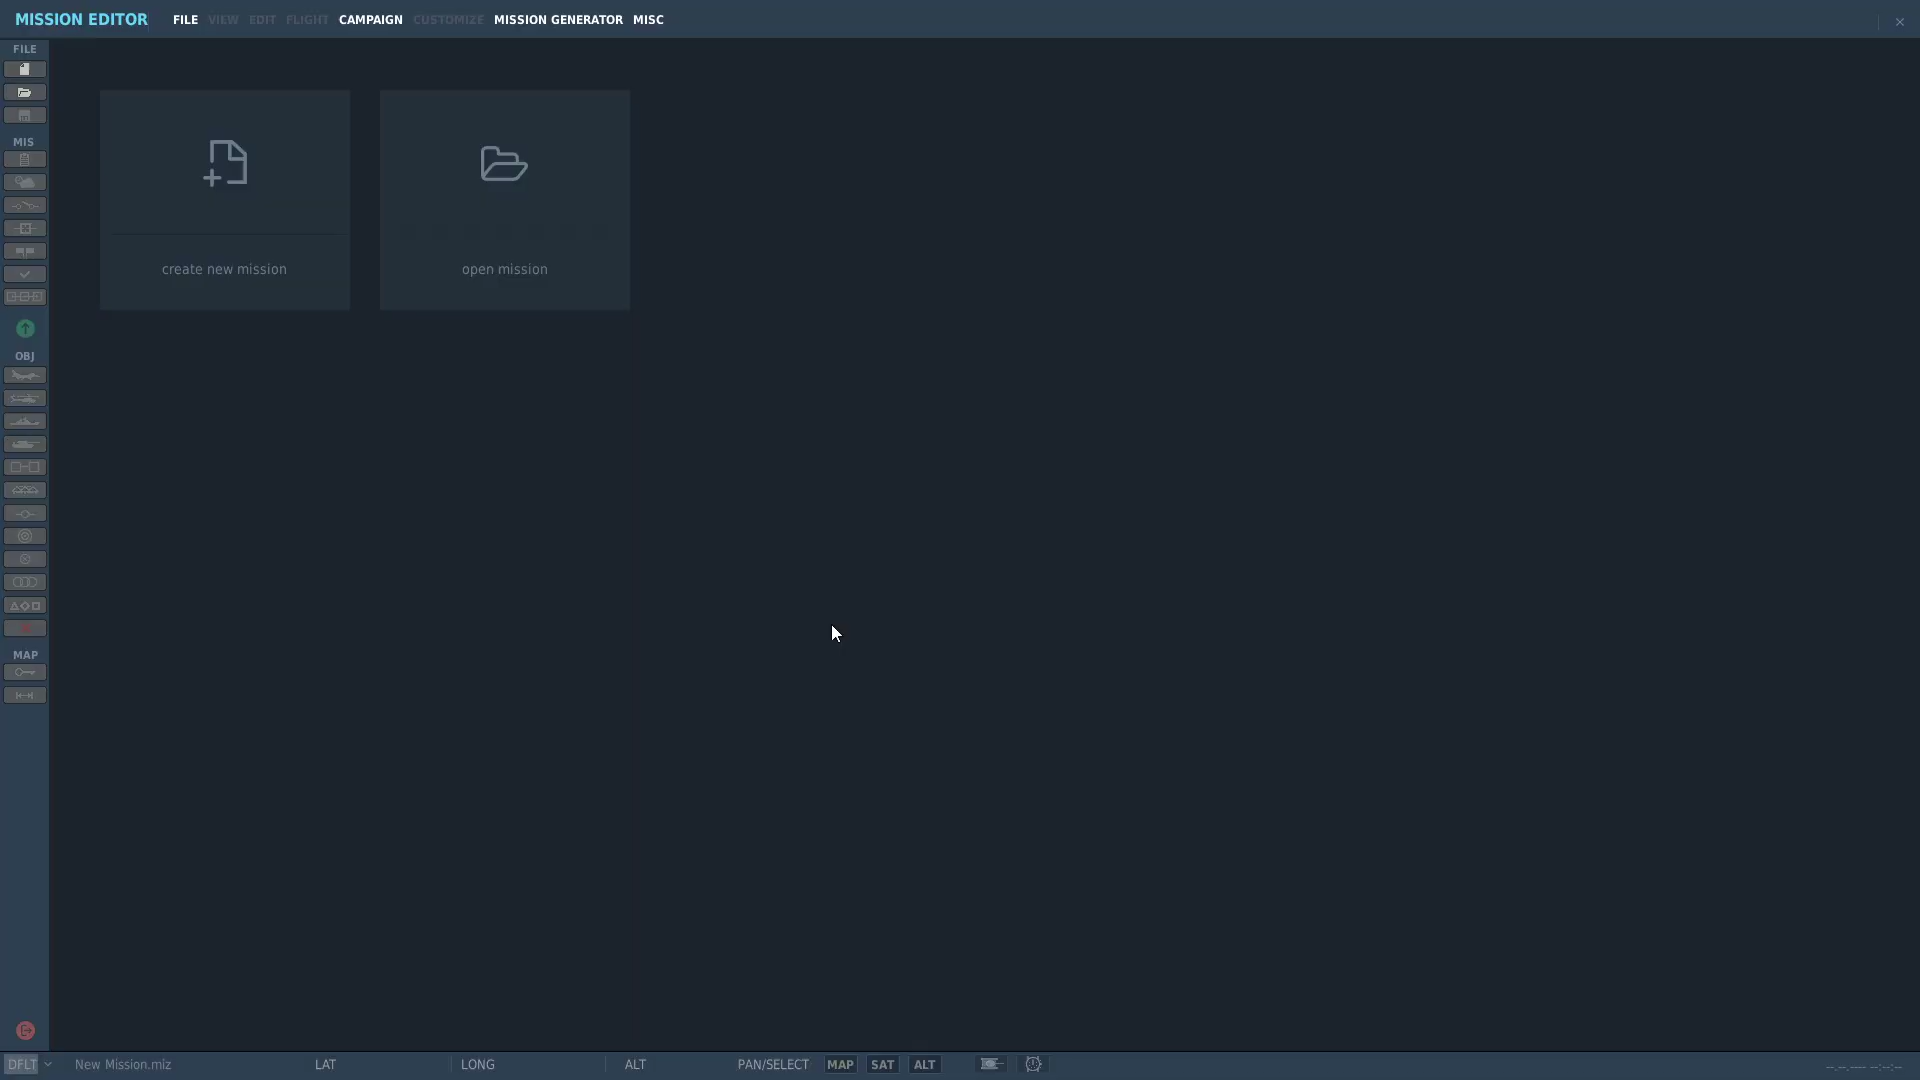 MISSION EDITOR FILE VIEW EDIT FLIGHT CAMPAIGN CUSTOMIZE MISSION GENERATOR MISC
FILE
MIS
OBJ
MAP
create new mission
open mission
DFLT New Mission.miz LAT LONG ALT PAN/SELECT MAP SAT ALT --.--.---- --:--:--